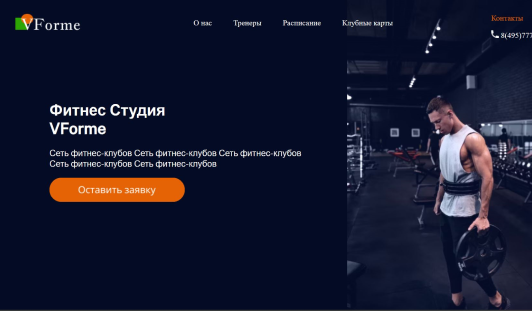 VForme
О нас
Тренеры
Расписание
Клубные карты
Контакты
8(495)777
Фитнес Студия
VForme
Сеть фитнес-клубов Сеть фитнес-клубов Сеть фитнес-клубов
Сеть фитнес-клубов Сеть фитнес-клубов
Оставить заявку